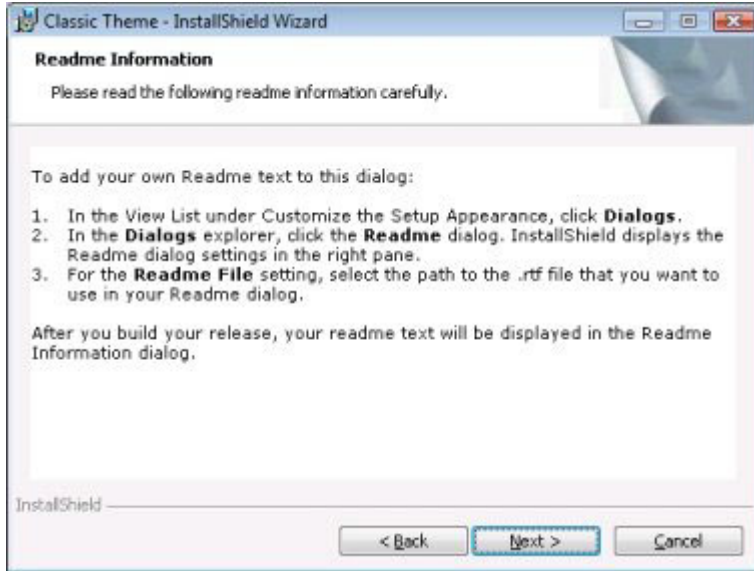 Classic Theme - InstallShield Wizard
Readme Information
Please read the following readme information carefully.
To add your own Readme text to this dialog:
1. In the View List under Customize the Setup Appearance, click Dialogs.
2. In the Dialogs explorer, click the Readme dialog. InstallShield displays the
Readme dialog settings in the right pane.
3. For the Readme File setting, select the path to the .rtf file that you want to
use in your Readme dialog.
After you build your release, your readme text will be displayed in the Readme
Information dialog.
InstallShield
< Back Next > Cancel